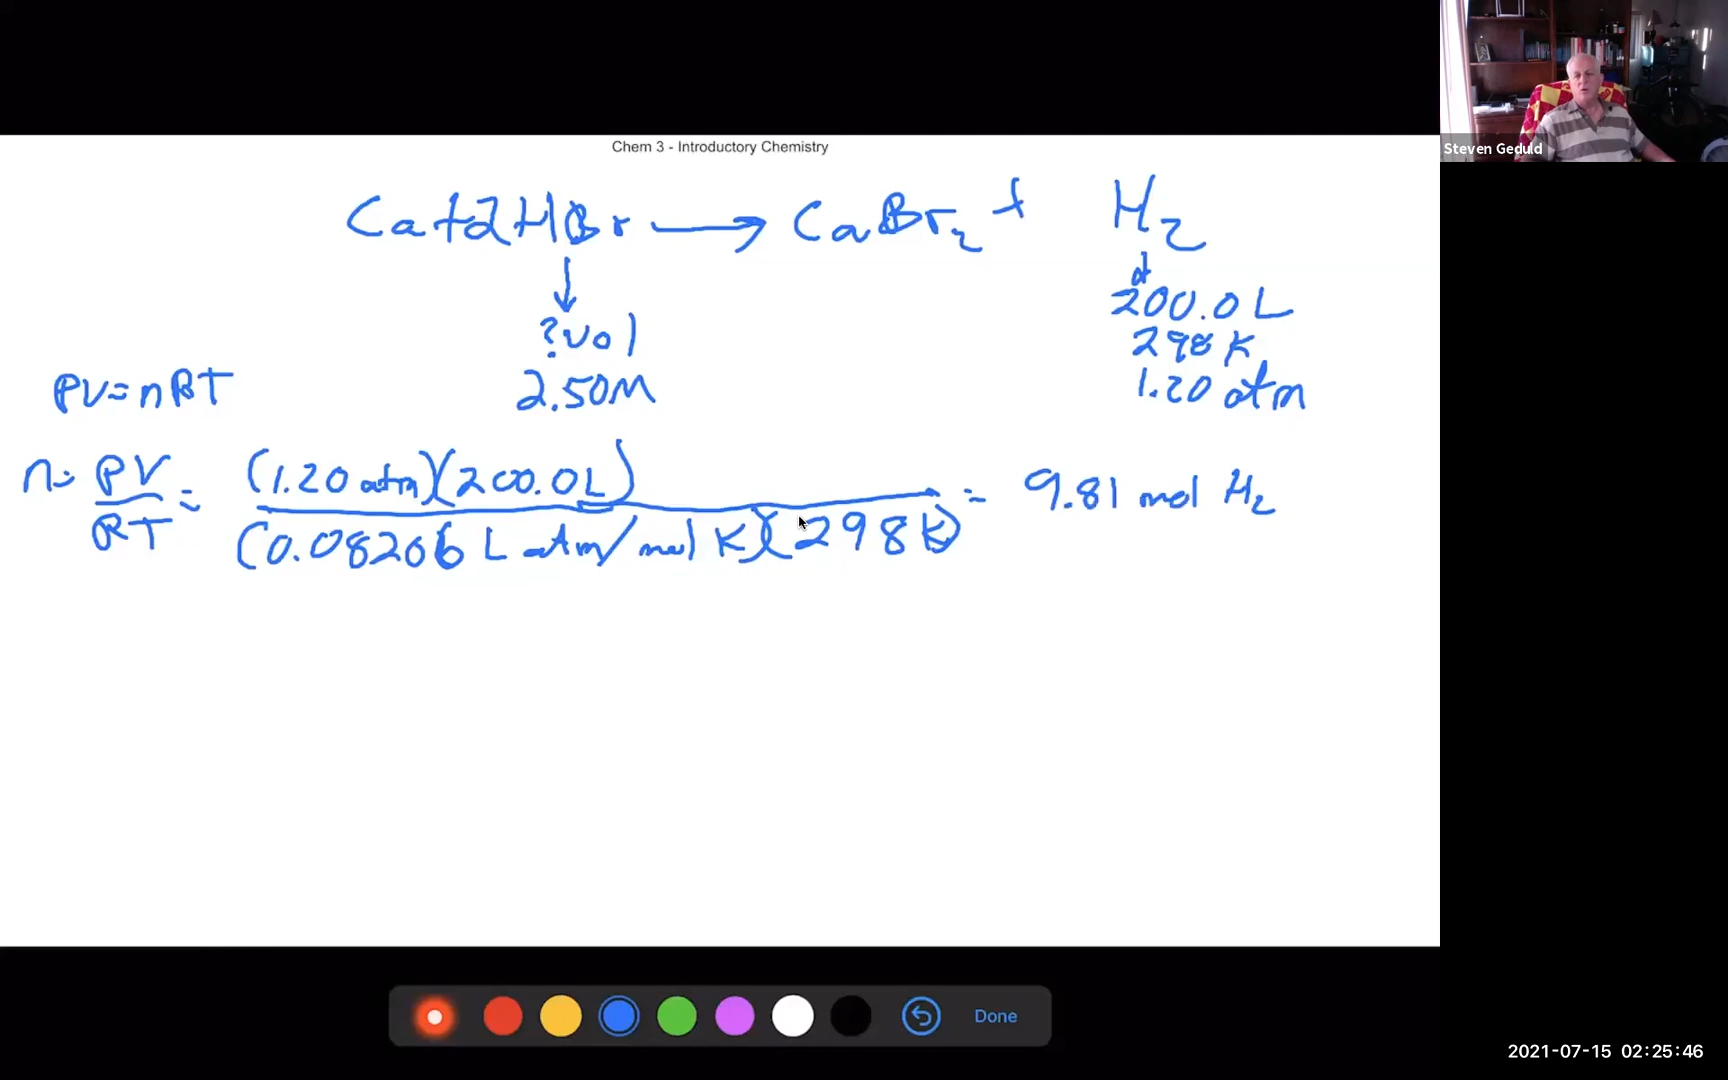 Chem 3 - Introductory Chemistry
Steven Geduld
Ca+2HBr ⟶ CaBr₂ + H₂
↓
200.0 L
?vol
298 K
PV=nRT
2.50M
1.20 atm
n= PV/RT = (1.20 atm)(200.0L)/(0.08206 L atm/mol K)(298K) = 9.81 mol H₂
Done
2021-07-15 02:25:46